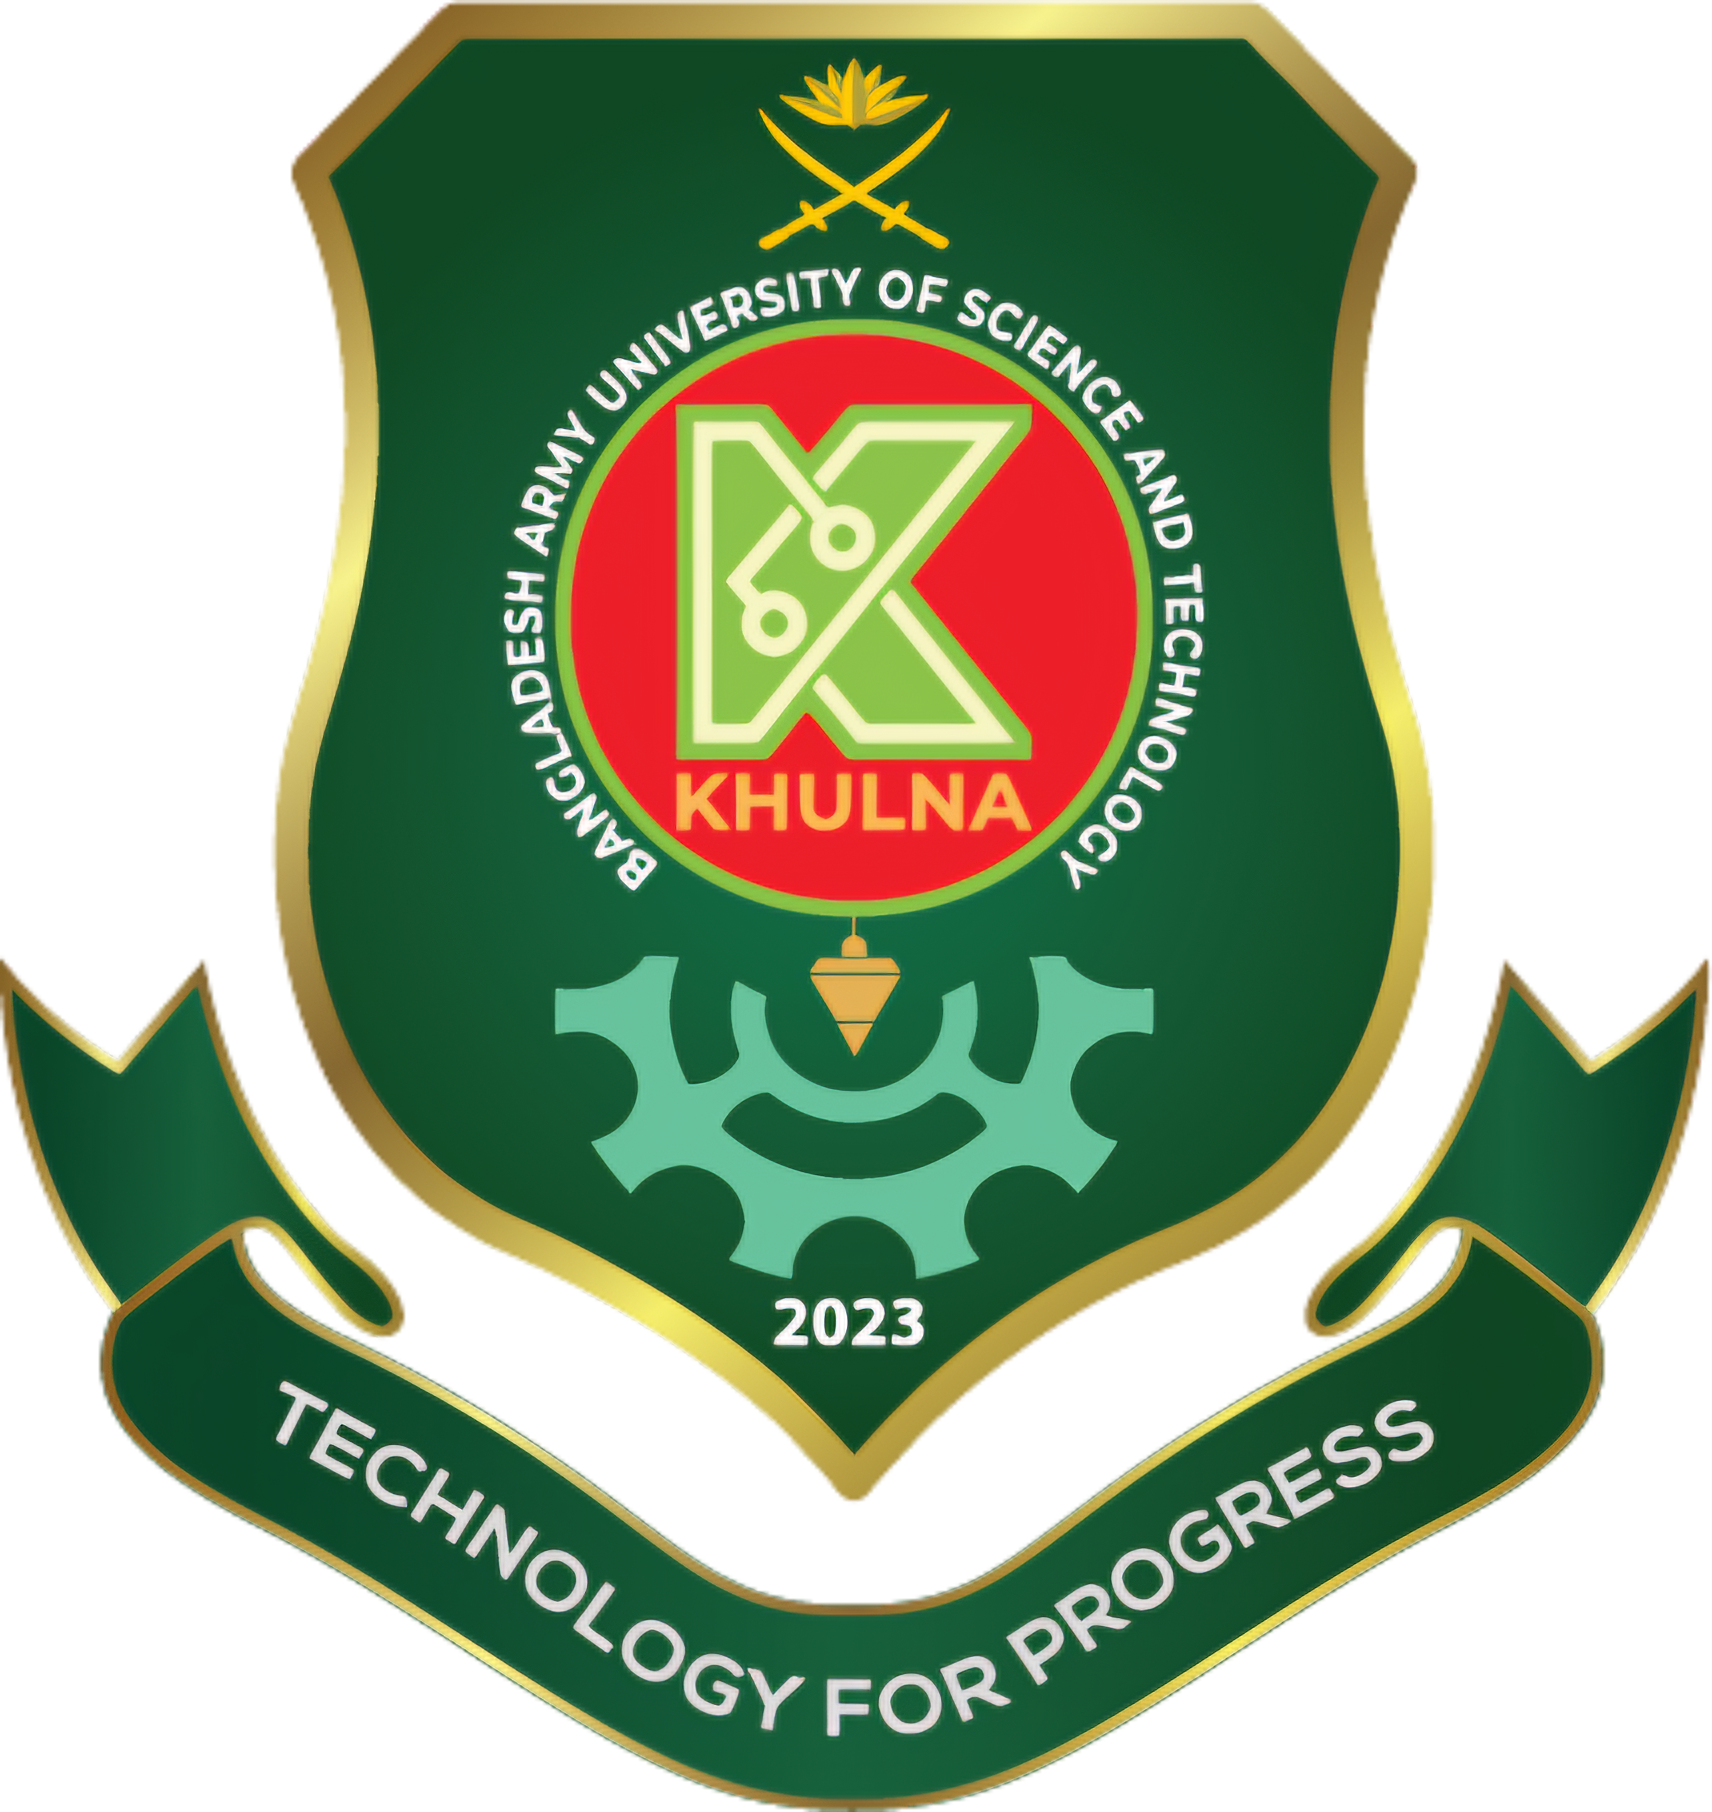 BANGLADESH ARMY UNIVERSITY OF SCIENCE AND TECHNOLOGY
KHULNA
2023
TECHNOLOGY FOR PROGRESS